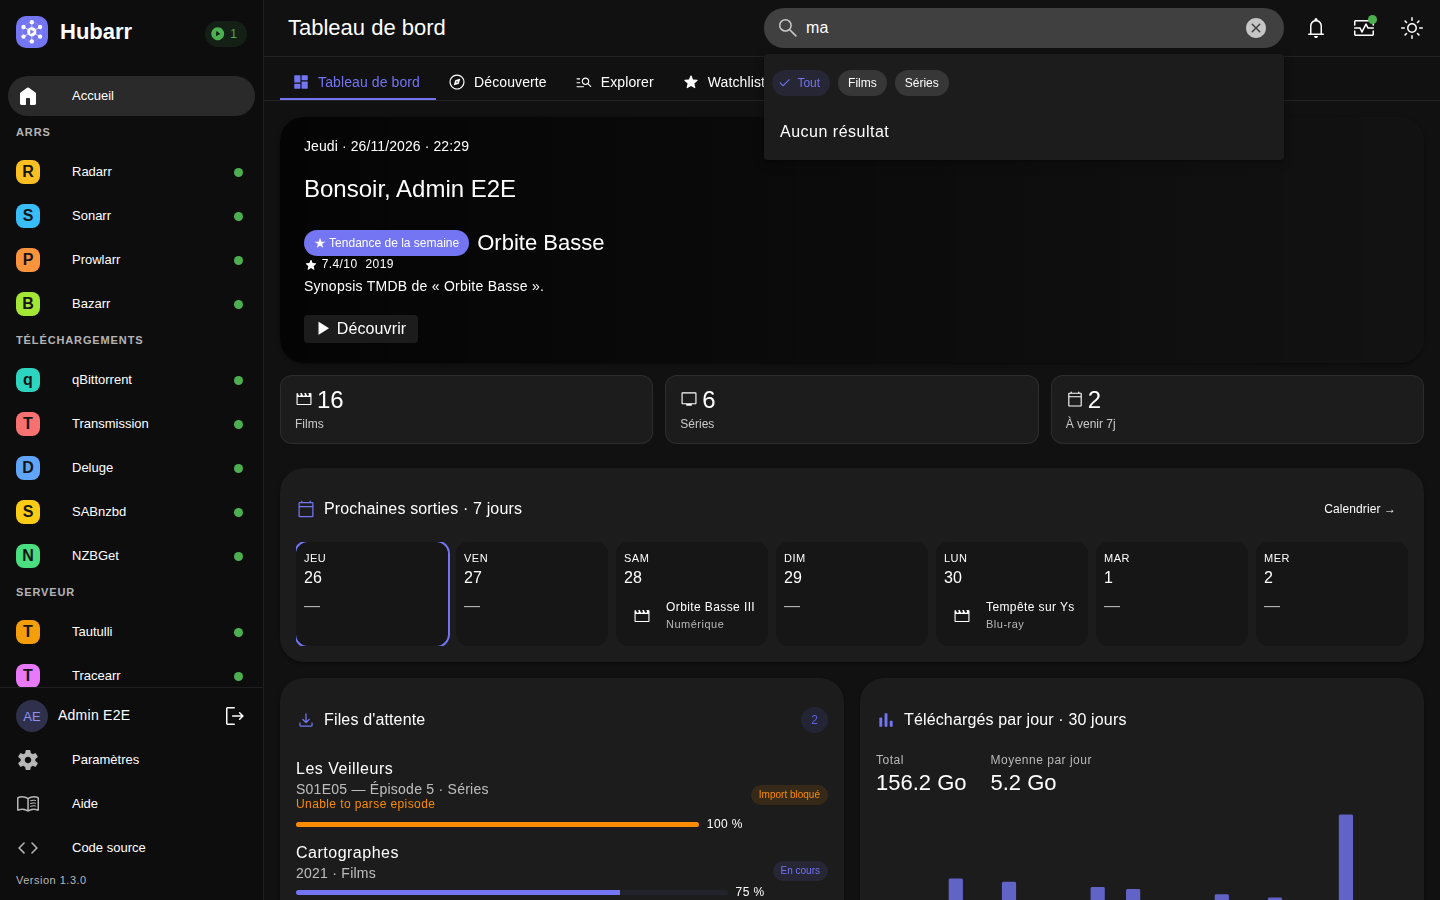 Hubarr
1
Accueil
ARRS
R Radarr
S Sonarr
P Prowlarr
B Bazarr
TÉLÉCHARGEMENTS
q qBittorrent
T Transmission
D Deluge
S SABnzbd
N NZBGet
SERVEUR
T Tautulli
T Tracearr
AE Admin E2E
Paramètres
Aide
Code source
Version 1.3.0
Tableau de bord
ma
Tableau de bord Découverte Explorer Watchlist
Tout Films Séries
Aucun résultat
Jeudi · 26/11/2026 · 22:29
Bonsoir, Admin E2E
Tendance de la semaine Orbite Basse
7.4/10 2019
Synopsis TMDB de « Orbite Basse ».
Découvrir
16
Films
6
Séries
2
À venir 7j
Prochaines sorties · 7 jours
Calendrier →
JEU
26
—
VEN
27
—
SAM
28
Orbite Basse III
Numérique
DIM
29
—
LUN
30
Tempête sur Ys
Blu-ray
MAR
1
—
MER
2
—
Files d'attente
2
Les Veilleurs
S01E05 — Épisode 5 · Séries
Unable to parse episode
Import bloqué
100 %
Cartographes
2021 · Films
En cours
75 %
Téléchargés par jour · 30 jours
Total
156.2 Go
Moyenne par jour
5.2 Go